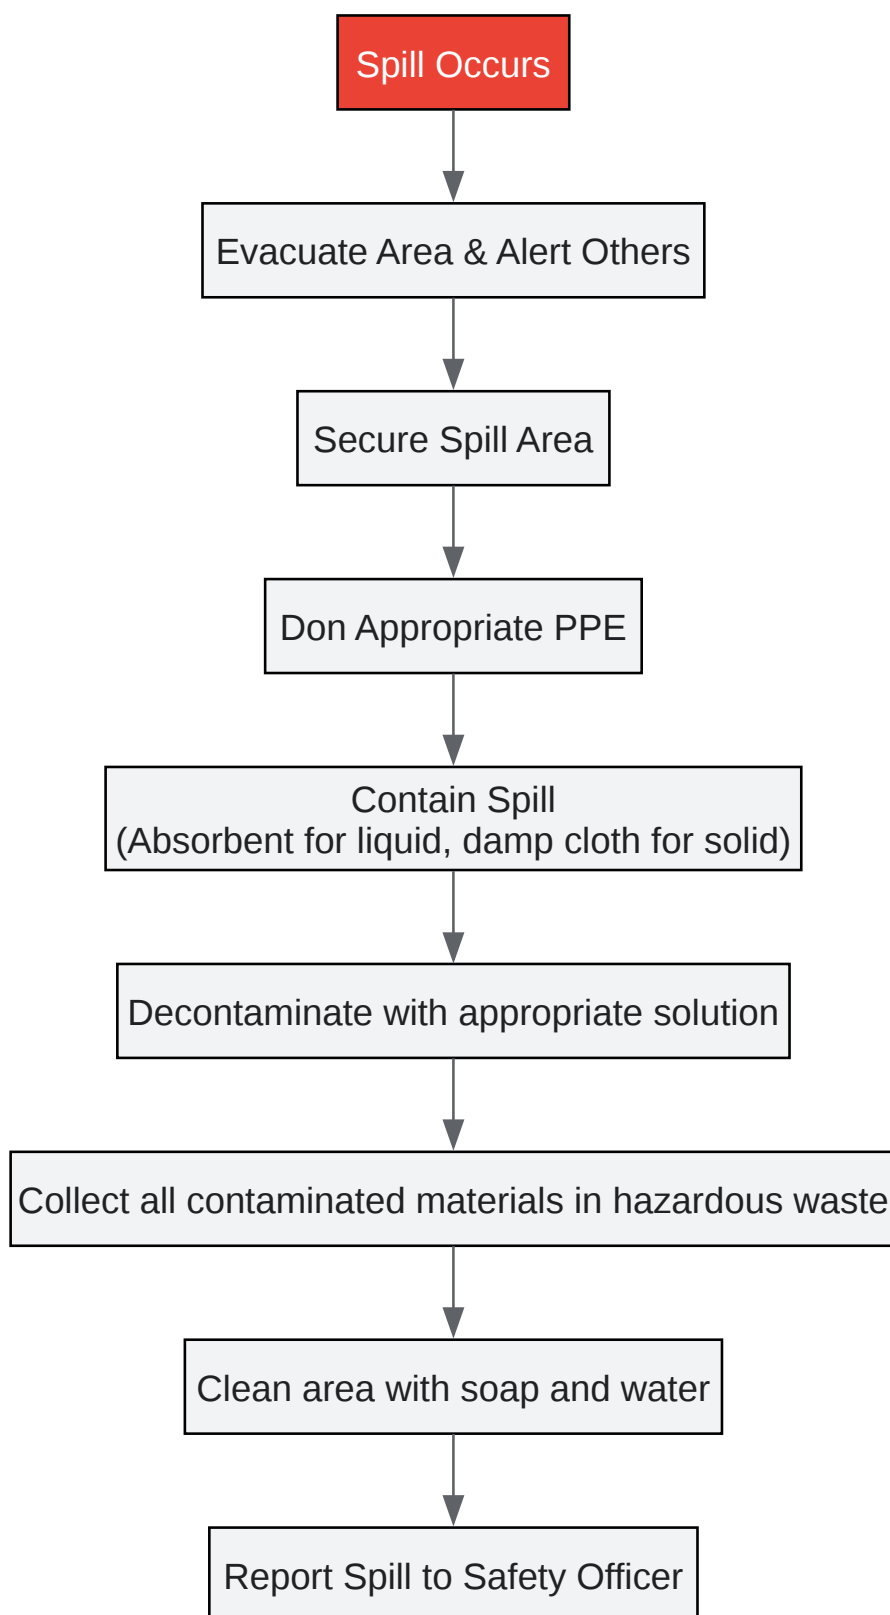 Spill Occurs
Evacuate Area & Alert Others
Secure Spill Area
Don Appropriate PPE
Contain Spill
(Absorbent for liquid, damp cloth for solid)
Decontaminate with appropriate solution
Collect all contaminated materials in hazardous waste
Clean area with soap and water
Report Spill to Safety Officer